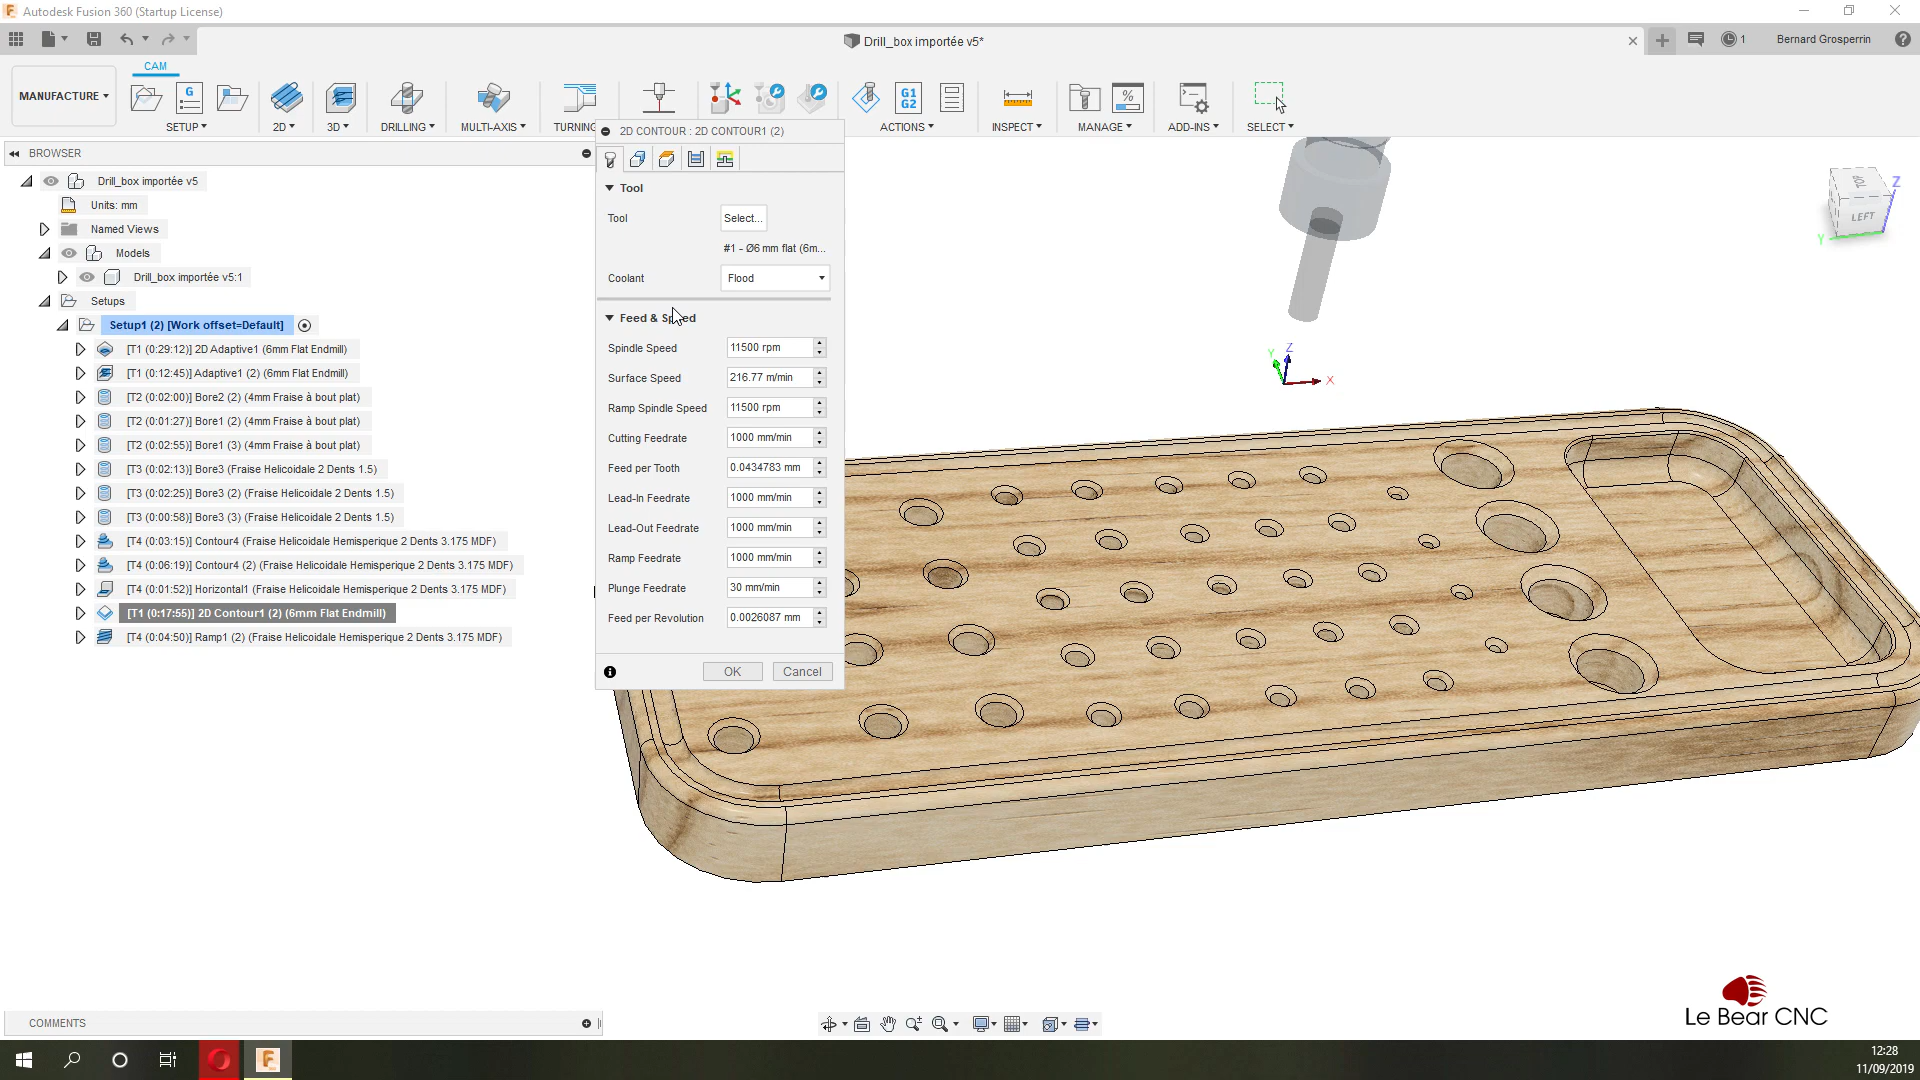 Autodesk Fusion 360 (Startup License)
Drill_box importée v5*
1
Bernard Grosperrin
CAM
MANUFACTURE
SETUP
2D
3D
DRILLING
MULTI-AXIS
TURNING
ACTIONS
INSPECT
MANAGE
ADD-INS
SELECT
G
G1
G2
%
BROWSER
Drill_box importée v5
Units: mm
Named Views
Models
Drill_box importée v5:1
Setups
Setup1 (2) [Work offset=Default]
[T1 (0:29:12)] 2D Adaptive1 (6mm Flat Endmill)
[T1 (0:12:45)] Adaptive1 (2) (6mm Flat Endmill)
[T2 (0:02:00)] Bore2 (2) (4mm Fraise à bout plat)
[T2 (0:01:27)] Bore1 (2) (4mm Fraise à bout plat)
[T2 (0:02:55)] Bore1 (3) (4mm Fraise à bout plat)
[T3 (0:02:13)] Bore3 (Fraise Helicoidale 2 Dents 1.5)
[T3 (0:02:25)] Bore3 (2) (Fraise Helicoidale 2 Dents 1.5)
[T3 (0:00:58)] Bore3 (3) (Fraise Helicoidale 2 Dents 1.5)
[T4 (0:03:15)] Contour4 (Fraise Helicoidale Hemisperique 2 Dents 3.175 MDF)
[T4 (0:06:19)] Contour4 (2) (Fraise Helicoidale Hemisperique 2 Dents 3.175 MDF)
[T4 (0:01:52)] Horizontal1 (Fraise Helicoidale Hemisperique 2 Dents 3.175 MDF)
[T1 (0:17:55)] 2D Contour1 (2) (6mm Flat Endmill)
[T4 (0:04:50)] Ramp1 (2) (Fraise Helicoidale Hemisperique 2 Dents 3.175 MDF)
2D CONTOUR : 2D CONTOUR1 (2)
Tool
Tool Select...
#1 - Ø6 mm flat (6m...
Coolant Flood
Feed & Speed
Spindle Speed 11500 rpm
Surface Speed 216.77 m/min
Ramp Spindle Speed 11500 rpm
Cutting Feedrate 1000 mm/min
Feed per Tooth 0.0434783 mm
Lead-In Feedrate 1000 mm/min
Lead-Out Feedrate 1000 mm/min
Ramp Feedrate 1000 mm/min
Plunge Feedrate 30 mm/min
Feed per Revolution 0.0026087 mm
OK Cancel
TOP
LEFT
Z
Y
Y Z
X
Le Bear CNC
COMMENTS
12:28
11/09/2019